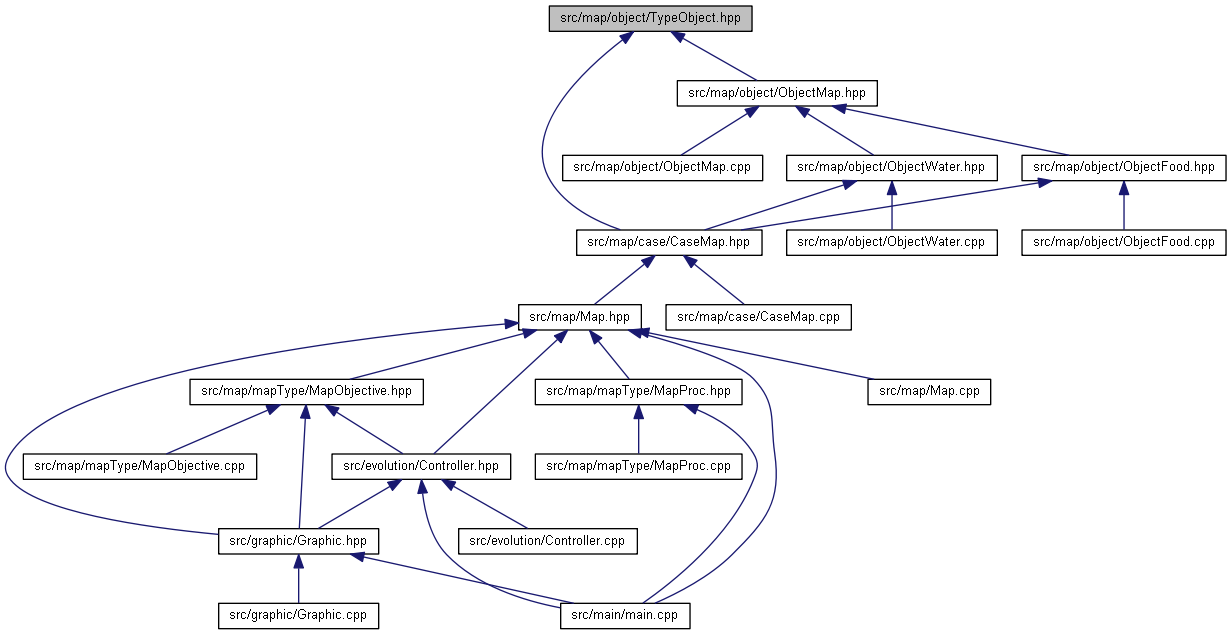 src/map/object/TypeObject.hpp
src/map/object/ObjectMap.hpp
src/map/object/ObjectMap.cpp
src/map/object/ObjectWater.hpp
src/map/object/ObjectFood.hpp
src/map/case/CaseMap.hpp
src/map/object/ObjectWater.cpp
src/map/object/ObjectFood.cpp
src/map/Map.hpp
src/map/case/CaseMap.cpp
src/map/mapType/MapObjective.hpp
src/map/mapType/MapProc.hpp
src/map/Map.cpp
src/map/mapType/MapObjective.cpp
src/evolution/Controller.hpp
src/map/mapType/MapProc.cpp
src/graphic/Graphic.hpp
src/evolution/Controller.cpp
src/graphic/Graphic.cpp
src/main/main.cpp